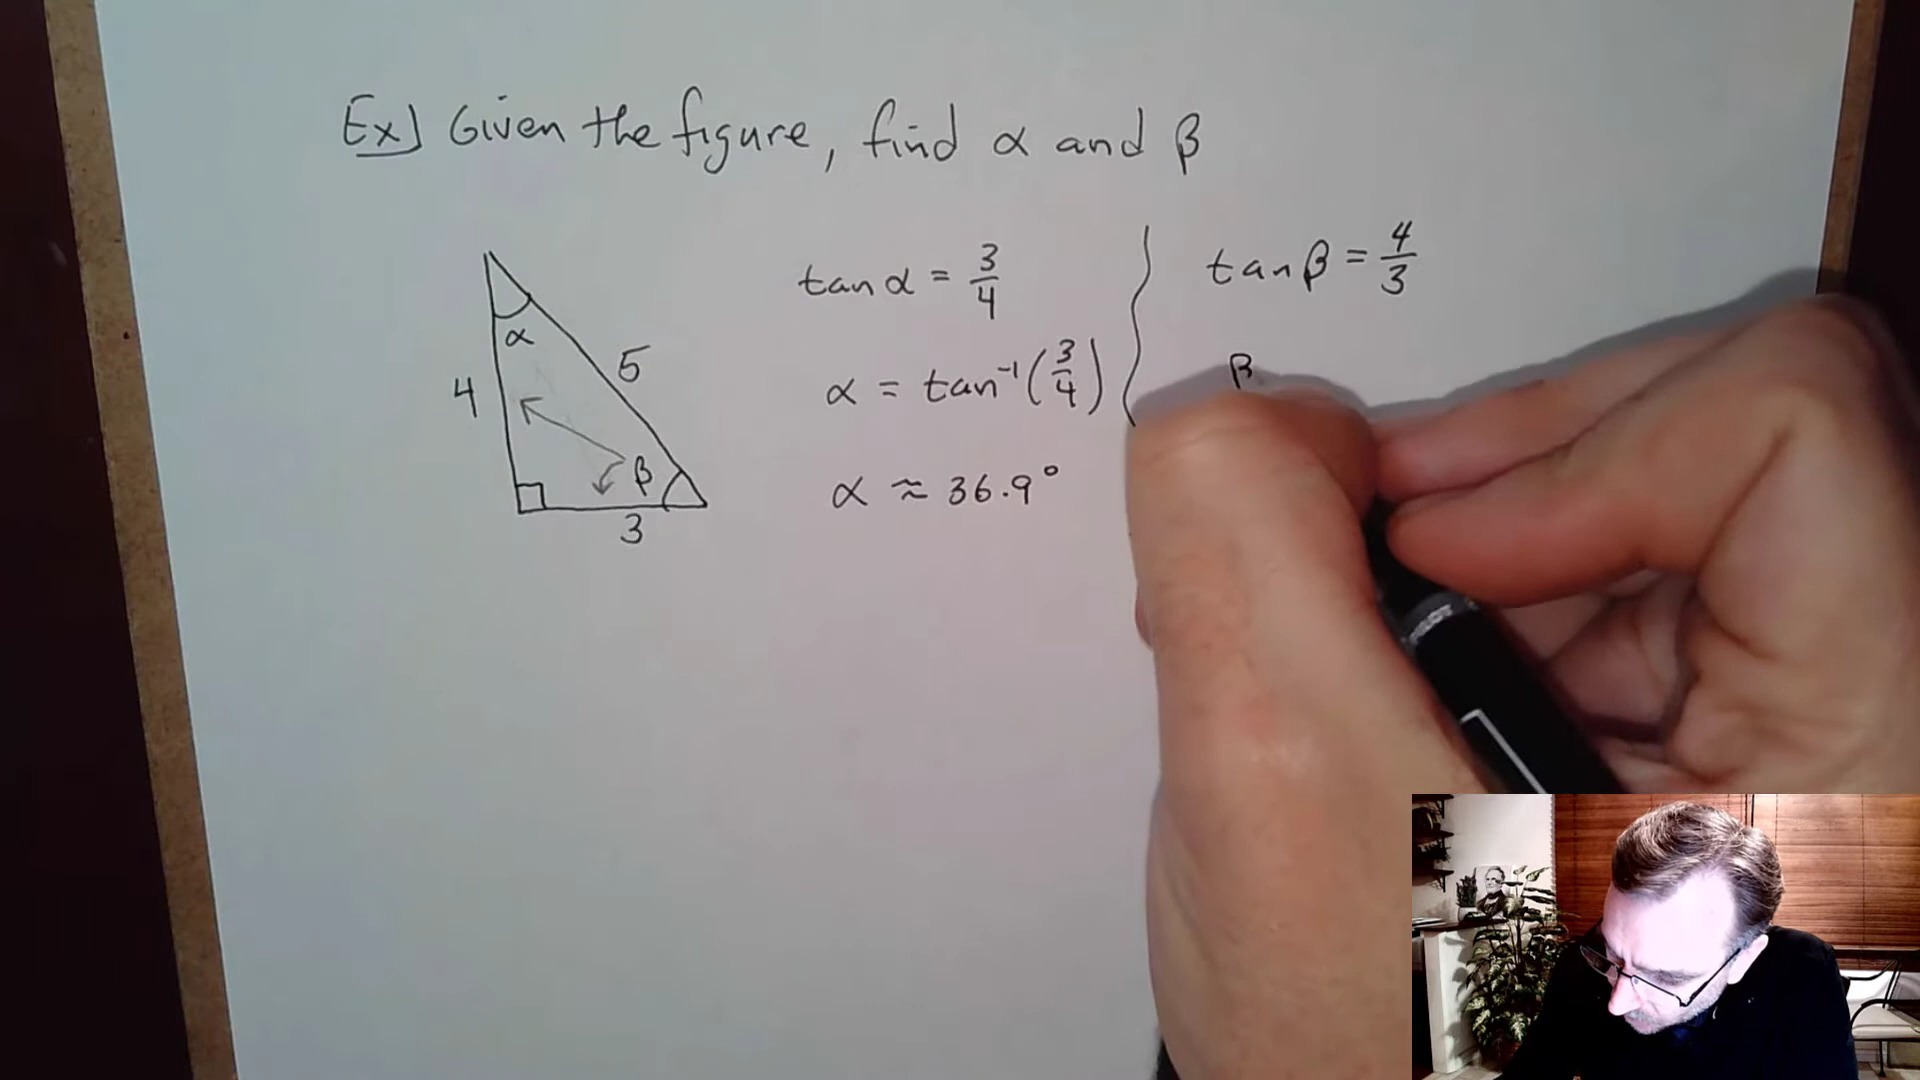 Ex] Given the figure, find α and β
α
4
5
β
3
tan α = 3/4
α = tan⁻¹(3/4)
α ≈ 36.9°
tan β = 4/3
β
PILOT